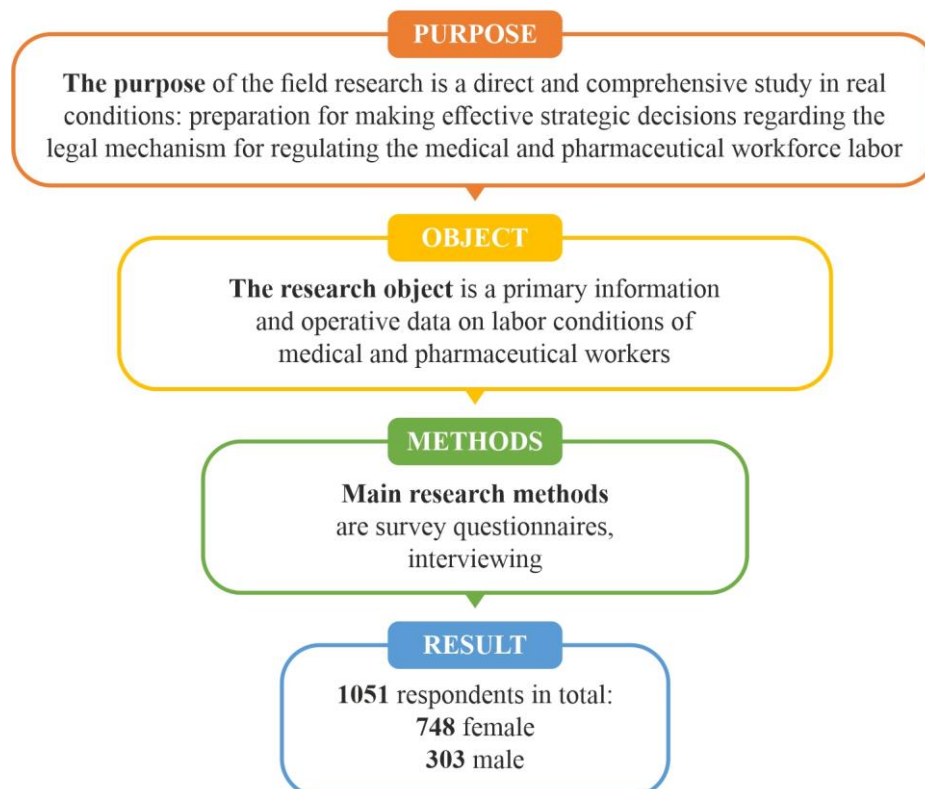 PURPOSE
The purpose of the field research is a direct and comprehensive study in real
conditions: preparation for making effective strategic decisions regarding the
legal mechanism for regulating the medical and pharmaceutical workforce labor
OBJECT
The research object is a primary information
and operative data on labor conditions of
medical and pharmaceutical workers
METHODS
Main research methods
are survey questionnaires,
interviewing
RESULT
1051 respondents in total:
748 female
303 male